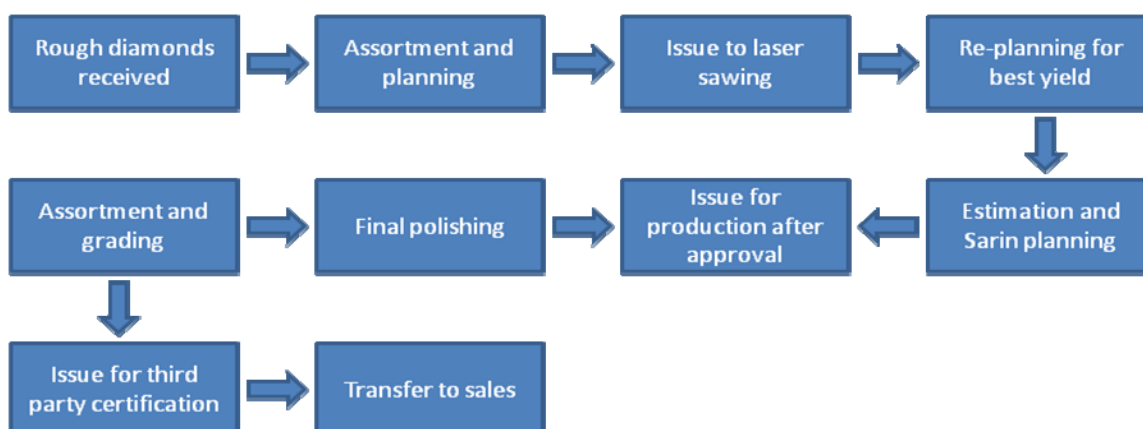 Rough diamonds
received
Assortment and
planning
Issue to laser
sawing
Re-planning for
best yield
Assortment and
grading
Final polishing
Issue for
production after
approval
Estimation and
Sarin planning
Issue for third
party certification
Transfer to sales